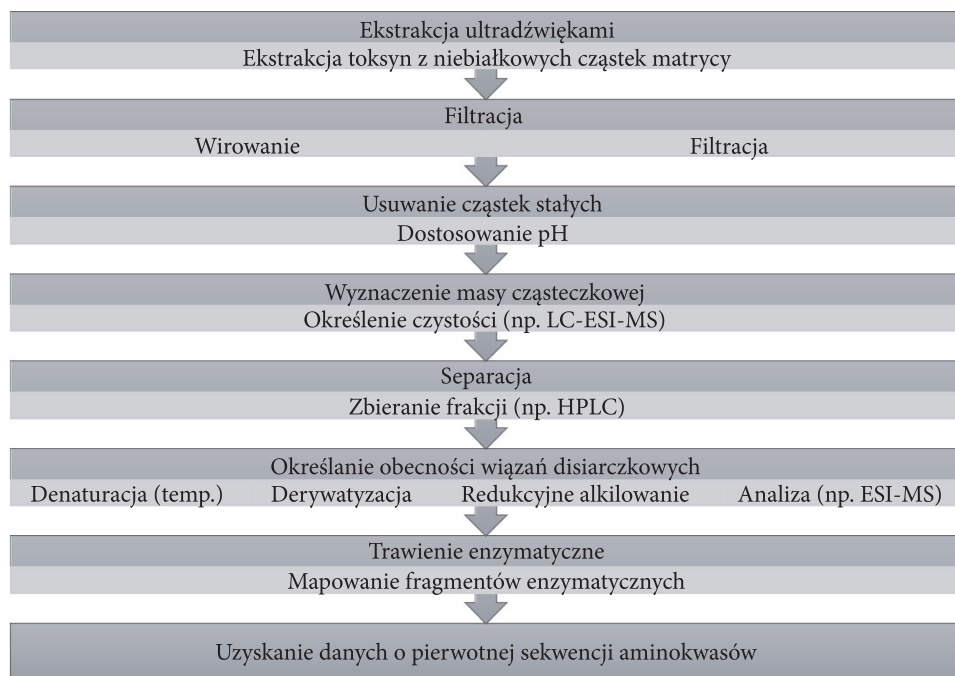 Ekstrakcja ultradźwiękami
Ekstrakcja toksyn z niebiałkowych cząstek matrycy
Filtracja
Wirowanie Filtracja
Usuwanie cząstek stałych
Dostosowanie pH
Wyznaczenie masy cząsteczkowej
Określenie czystości (np. LC-ESI-MS)
Separacja
Zbieranie frakcji (np. HPLC)
Określanie obecności wiązań disiarczkowych
Denaturacja (temp.) Derywatyzacja Redukcyjne alkilowanie Analiza (np. ESI-MS)
Trawienie enzymatyczne
Mapowanie fragmentów enzymatycznych
Uzyskanie danych o pierwotnej sekwencji aminokwasów